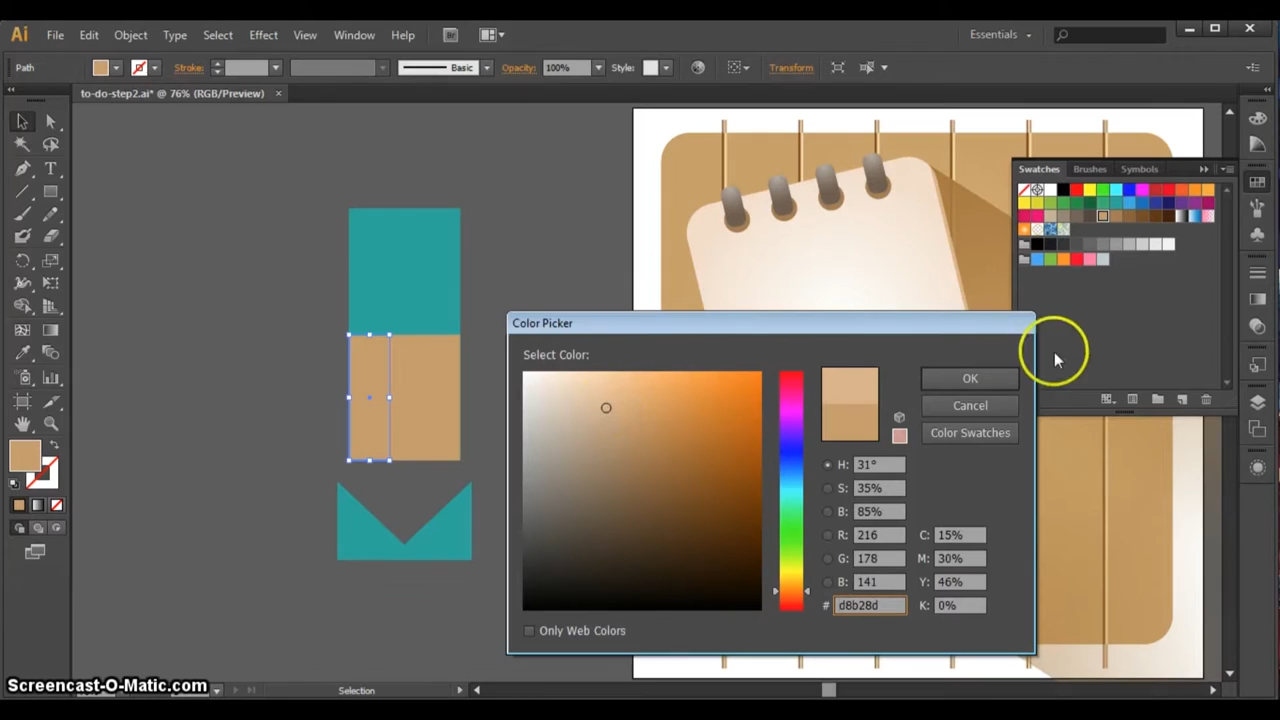 Ai File Edit Object Type Select Effect View Window Help Br Essentials
Path Stroke: Basic Opacity: 100% Style: Transform
to-do-step2.ai* @ 76% (RGB/Preview) ×
Swatches Brushes Symbols
Color Picker
Select Color:
OK
Cancel
Color Swatches
H: 31°
S: 35%
B: 85%
R: 216 C: 15%
G: 178 M: 30%
B: 141 Y: 46%
# d8b28d K: 0%
Only Web Colors
Screencast-O-Matic.com Selection